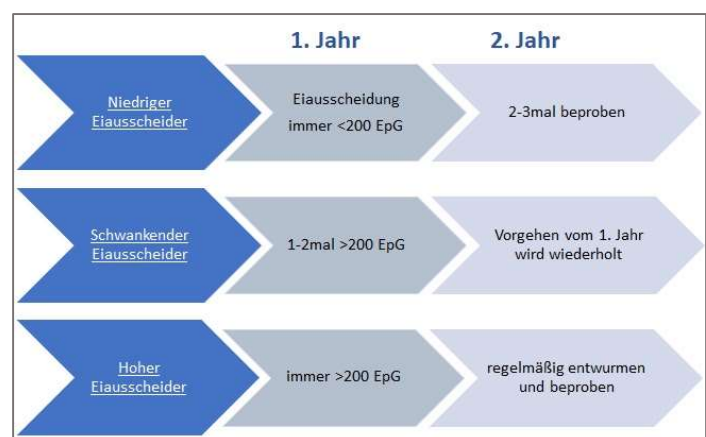 1. Jahr
2. Jahr
Niedriger
Eiausscheider
Eiausscheidung
immer <200 EpG
2-3mal beproben
Schwankender
Eiausscheider
1-2mal >200 EpG
Vorgehen vom 1. Jahr
wird wiederholt
Hoher
Eiausscheider
immer >200 EpG
regelmäßig entwurmen
und beproben